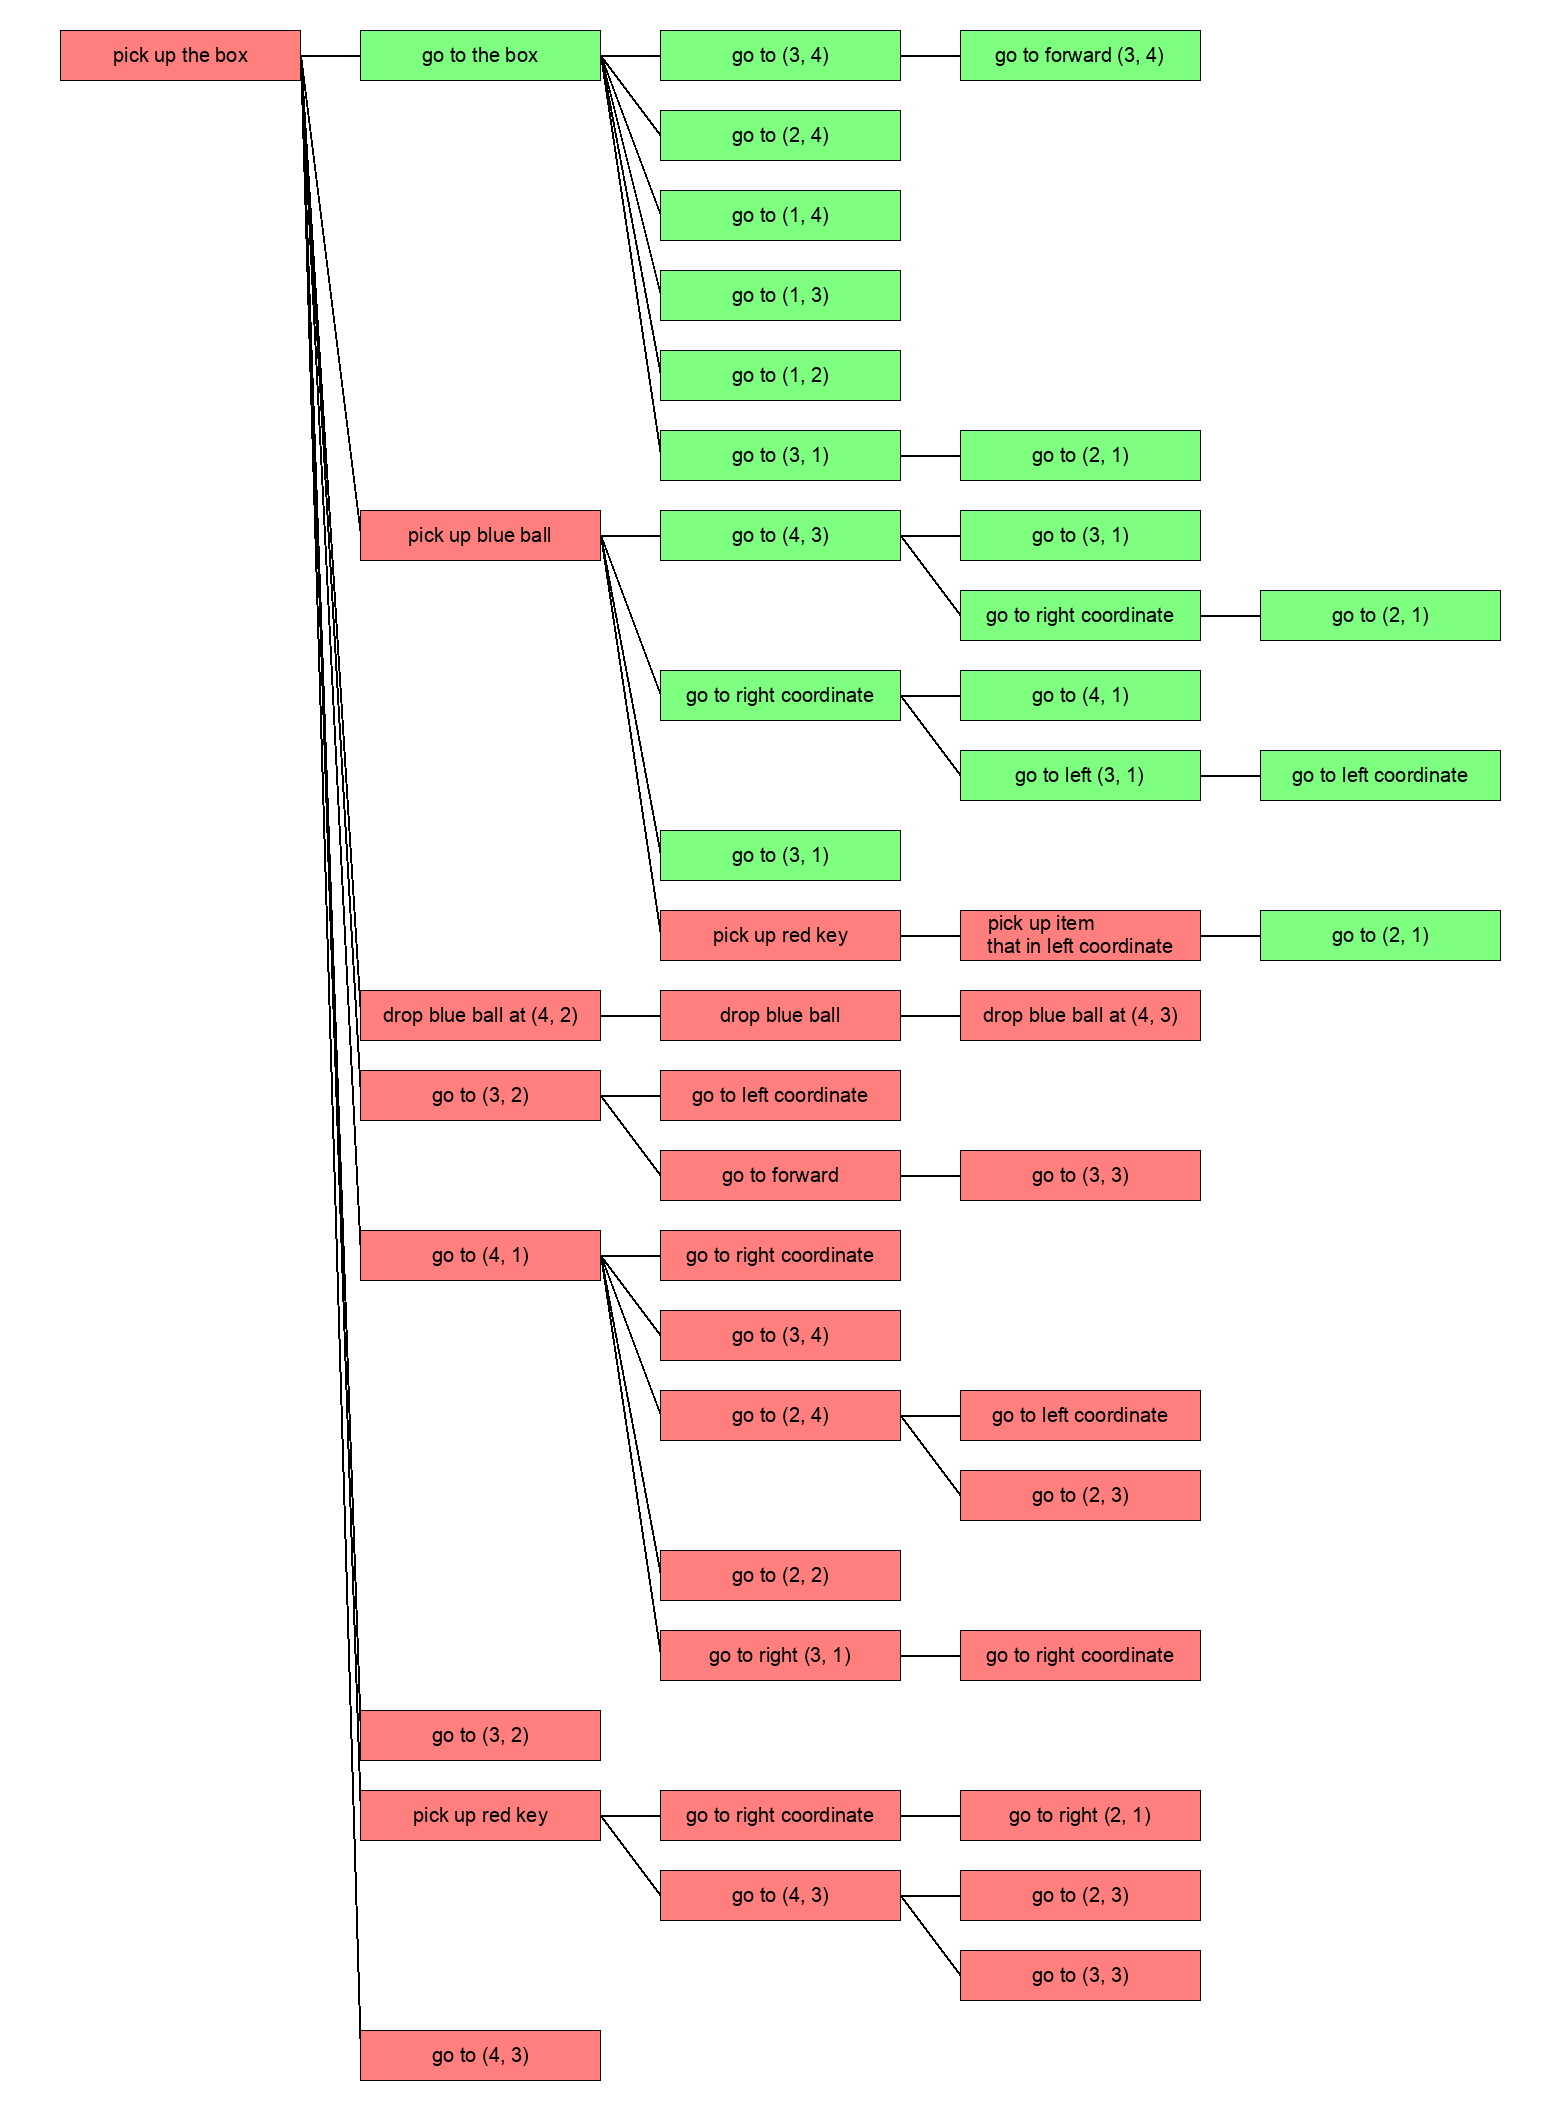 pick up the box
go to the box
go to (3, 4)
go to forward (3, 4)
go to (2, 4)
go to (1, 4)
go to (1, 3)
go to (1, 2)
go to (3, 1)
go to (2, 1)
pick up blue ball
go to (4, 3)
go to (3, 1)
go to right coordinate
go to (2, 1)
go to right coordinate
go to (4, 1)
go to left (3, 1)
go to left coordinate
go to (3, 1)
pick up red key
pick up item
that in left coordinate
go to (2, 1)
drop blue ball at (4, 2)
drop blue ball
drop blue ball at (4, 3)
go to (3, 2)
go to left coordinate
go to forward
go to (3, 3)
go to (4, 1)
go to right coordinate
go to (3, 4)
go to (2, 4)
go to left coordinate
go to (2, 3)
go to (2, 2)
go to right (3, 1)
go to right coordinate
go to (3, 2)
pick up red key
go to right coordinate
go to right (2, 1)
go to (4, 3)
go to (2, 3)
go to (3, 3)
go to (4, 3)